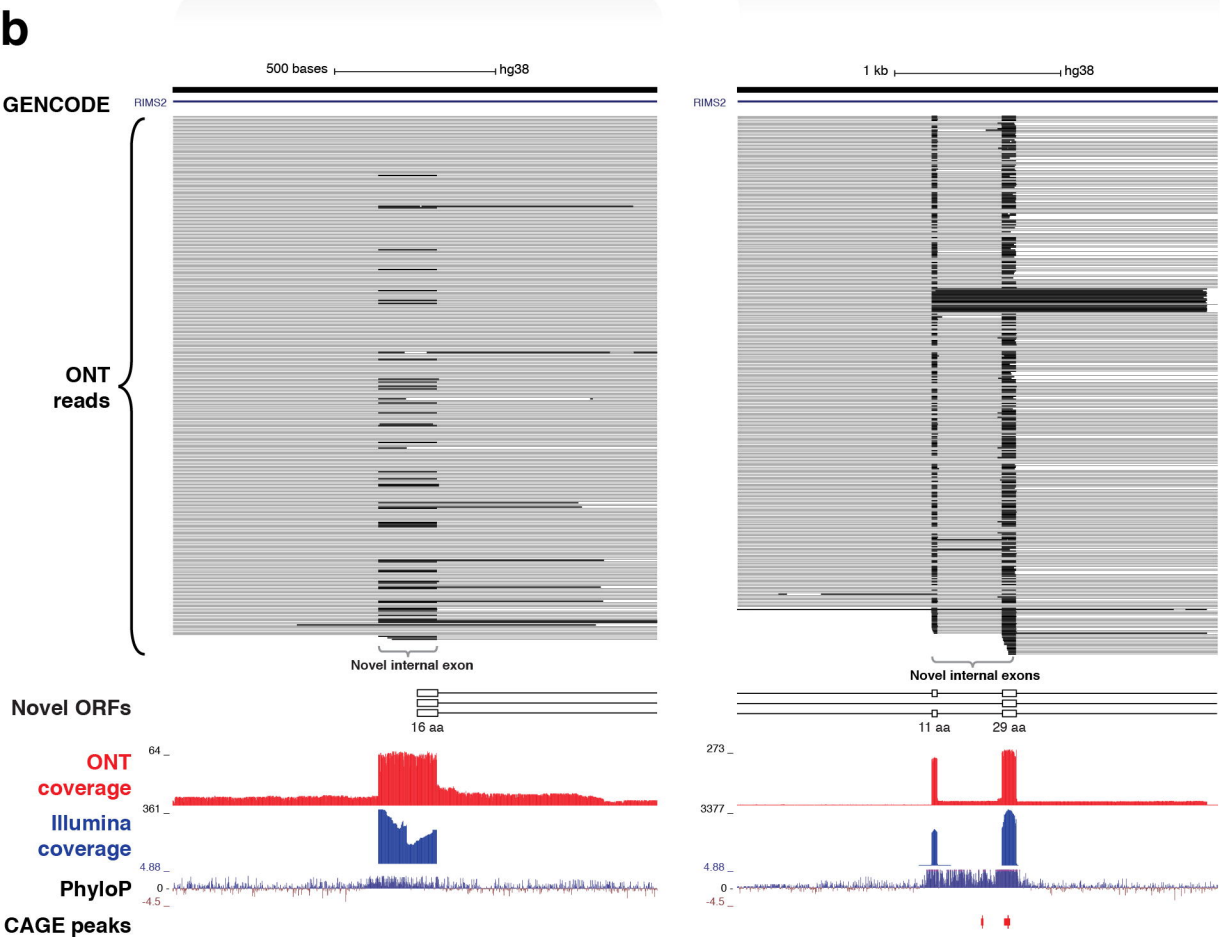 b
500 bases hg38
1 kb hg38
GENCODE RIMS2
RIMS2
ONT
reads
Novel internal exon
Novel internal exons
Novel ORFs
16 aa
11 aa 29 aa
ONT
coverage
64
273
Illumina
coverage
361
3377
PhyloP
4.88
0
-4.5
4.88
0
-4.5
CAGE peaks